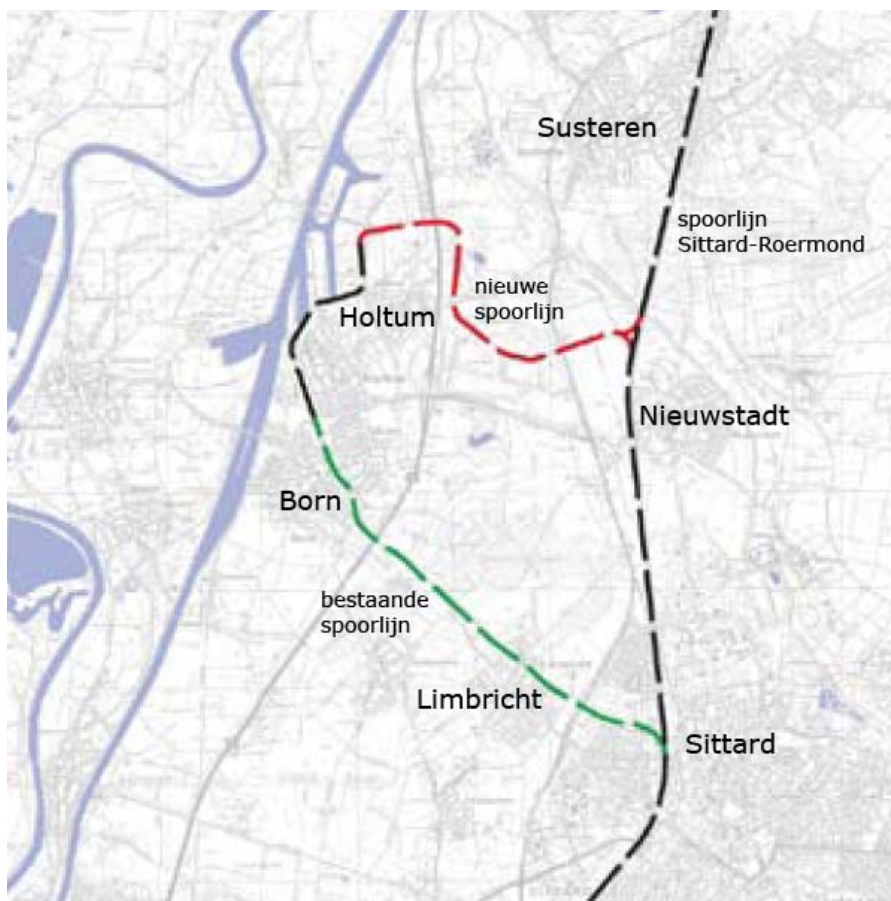 Susteren
spoorlijn
Sittard-Roermond
nieuwe
spoorlijn
Holtum
Nieuwstadt
Born
bestaande
spoorlijn
Limbricht
Sittard